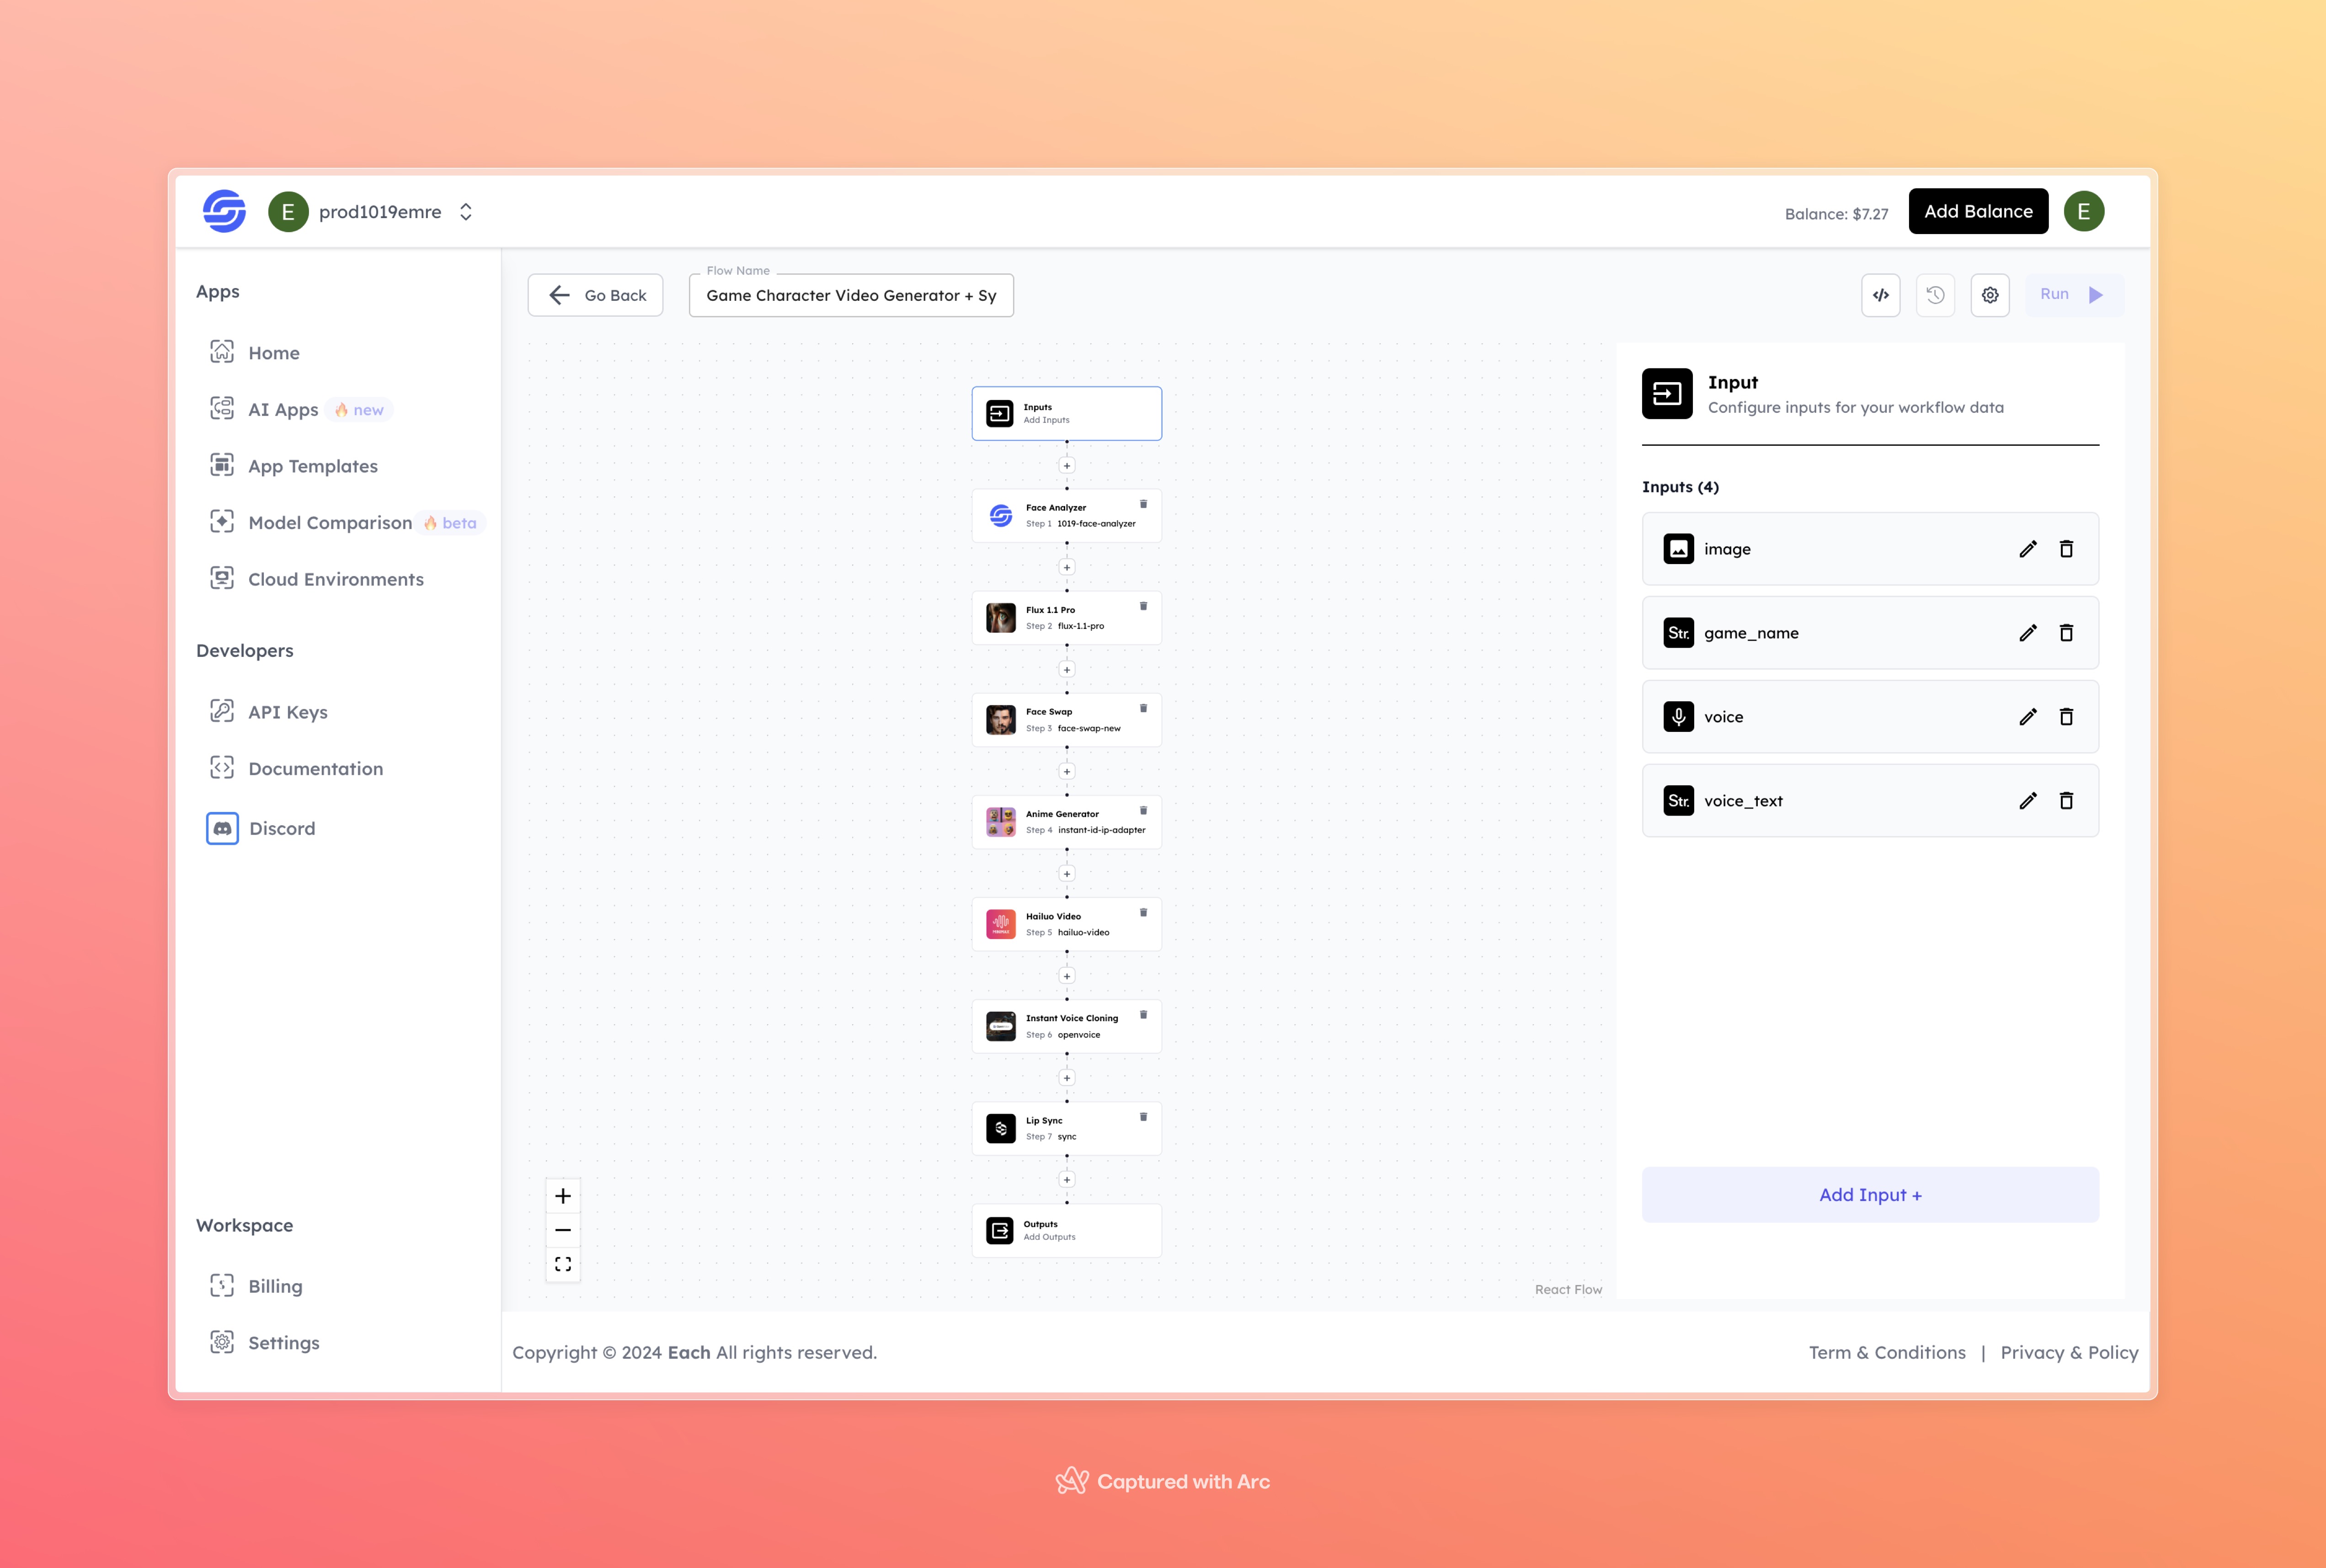 E prod1019emre
Balance: $7.27
Add Balance
E
Apps
Home
AI Apps 🔥 new
App Templates
Model Comparison 🔥 beta
Cloud Environments
Developers
API Keys
Documentation
Discord
Workspace
Billing
Settings
Go Back
Flow Name
Game Character Video Generator + Sy
Run
Inputs
Add Inputs
Face Analyzer
Step 1 1019-face-analyzer
Flux 1.1 Pro
Step 2 flux-1.1-pro
Face Swap
Step 3 face-swap-new
Anime Generator
Step 4 instant-id-ip-adapter
Hailuo Video
Step 5 hailuo-video
Instant Voice Cloning
Step 6 openvoice
Lip Sync
Step 7 sync
Outputs
Add Outputs
React Flow
Input
Configure inputs for your workflow data
Inputs (4)
image
Str. game_name
voice
Str. voice_text
Add Input +
Copyright © 2024 Each All rights reserved.
Term & Conditions | Privacy & Policy
Captured with Arc